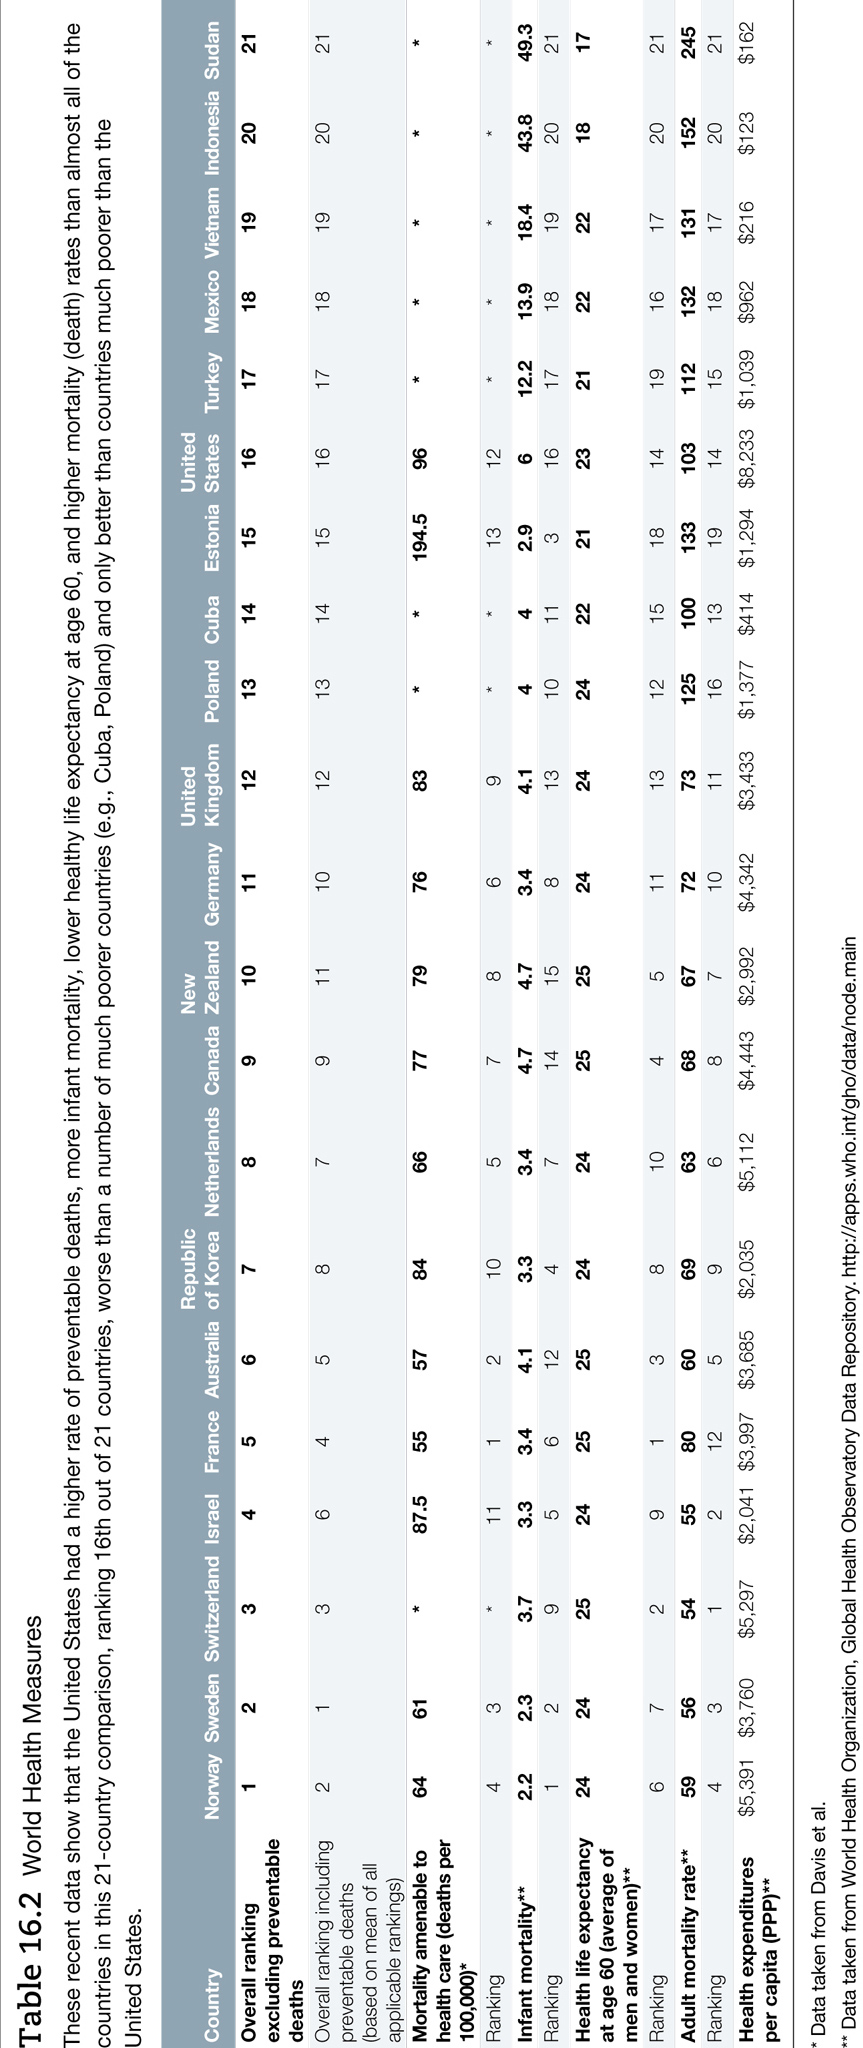 Table 16.2 World Health Measures
These recent data show that the United States had a higher rate of preventable deaths, more infant mortality, lower healthy life expectancy at age 60, and higher mortality (death) rates than almost all of the
countries in this 21-country comparison, ranking 16th out of 21 countries, worse than a number of much poorer countries (e.g., Cuba, Poland) and only better than countries much poorer than the
United States.
Country Norway Sweden Switzerland Israel France Australia Republic of Korea Netherlands Canada New Zealand Germany United Kingdom Poland Cuba Estonia United States Turkey Mexico Vietnam Indonesia Sudan
Overall ranking excluding preventable deaths 1 2 3 4 5 6 7 8 9 10 11 12 13 14 15 16 17 18 19 20 21
Overall ranking including preventable deaths (based on mean of all applicable rankings) 2 1 3 6 4 5 8 7 9 11 10 12 13 14 15 16 17 18 19 20 21
Mortality amenable to health care (deaths per 100,000)* 64 61 * 87.5 55 57 84 66 77 79 76 83 * * 194.5 96 * * * * *
Ranking 4 3 * 11 1 2 10 5 7 8 6 9 * * 13 12 * * * * *
Infant mortality** 2.2 2.3 3.7 3.3 3.4 4.1 3.3 3.4 4.7 4.7 3.4 4.1 4 4 2.9 6 12.2 13.9 18.4 43.8 49.3
Ranking 1 2 9 5 6 12 4 7 14 15 8 13 10 11 3 16 17 18 19 20 21
Health life expectancy at age 60 (average of men and women)** 24 24 25 24 25 25 24 24 25 25 24 24 24 22 21 23 21 22 22 18 17
Ranking 6 7 2 9 1 3 8 10 4 5 11 13 12 15 18 14 19 16 17 20 21
Adult mortality rate** 59 56 54 55 80 60 69 63 68 67 72 73 125 100 133 103 112 132 131 152 245
Ranking 4 3 1 2 12 5 9 6 8 7 10 11 16 13 19 14 15 18 17 20 21
Health expenditures per capita (PPP)** $5,391 $3,760 $5,297 $2,041 $3,997 $3,685 $2,035 $5,112 $4,443 $2,992 $4,342 $3,433 $1,377 $414 $1,294 $8,233 $1,039 $962 $216 $123 $162
* Data taken from Davis et al.
** Data taken from World Health Organization, Global Health Observatory Data Repository. http://apps.who.int/gho/data/node.main